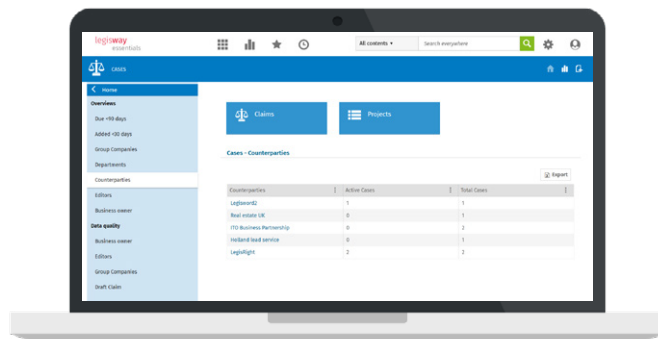 legisway
essentials
All contents
Search everywhere
CASES
Home
Overviews
Due <90 days
Added <30 days
Group Companies
Departments
Counterparties
Editors
Business owner
Data quality
Business owner
Editors
Group Companies
Draft Claim
Claims
Projects
Cases - Counterparties
Export
Counterparties Active Cases Total Cases
Legisword2 1 1
Real estate UK 0 1
ITO Business Partnership 0
Holland lead service 0 1
LegisRight